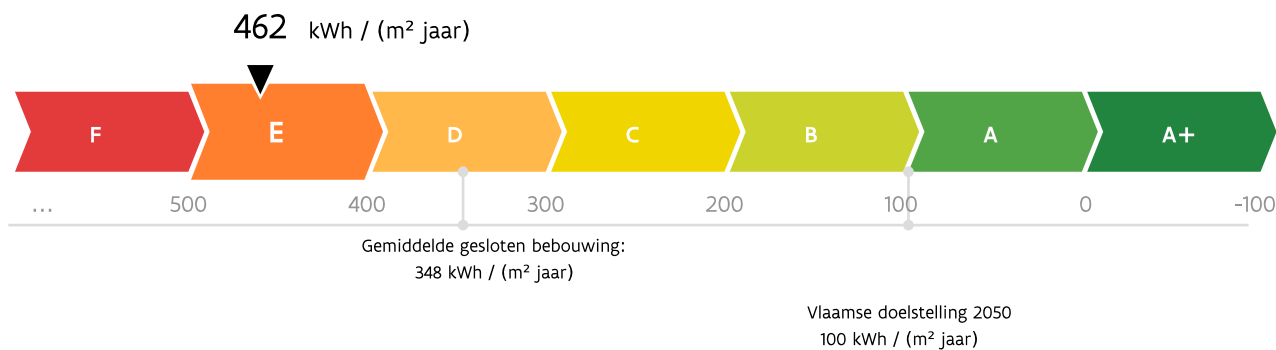 462 kWh / (m² jaar)
F E D C B A A+
... 500 400 300 200 100 0 -100
Gemiddelde gesloten bebouwing:
348 kWh / (m² jaar)
Vlaamse doelstelling 2050
100 kWh / (m² jaar)